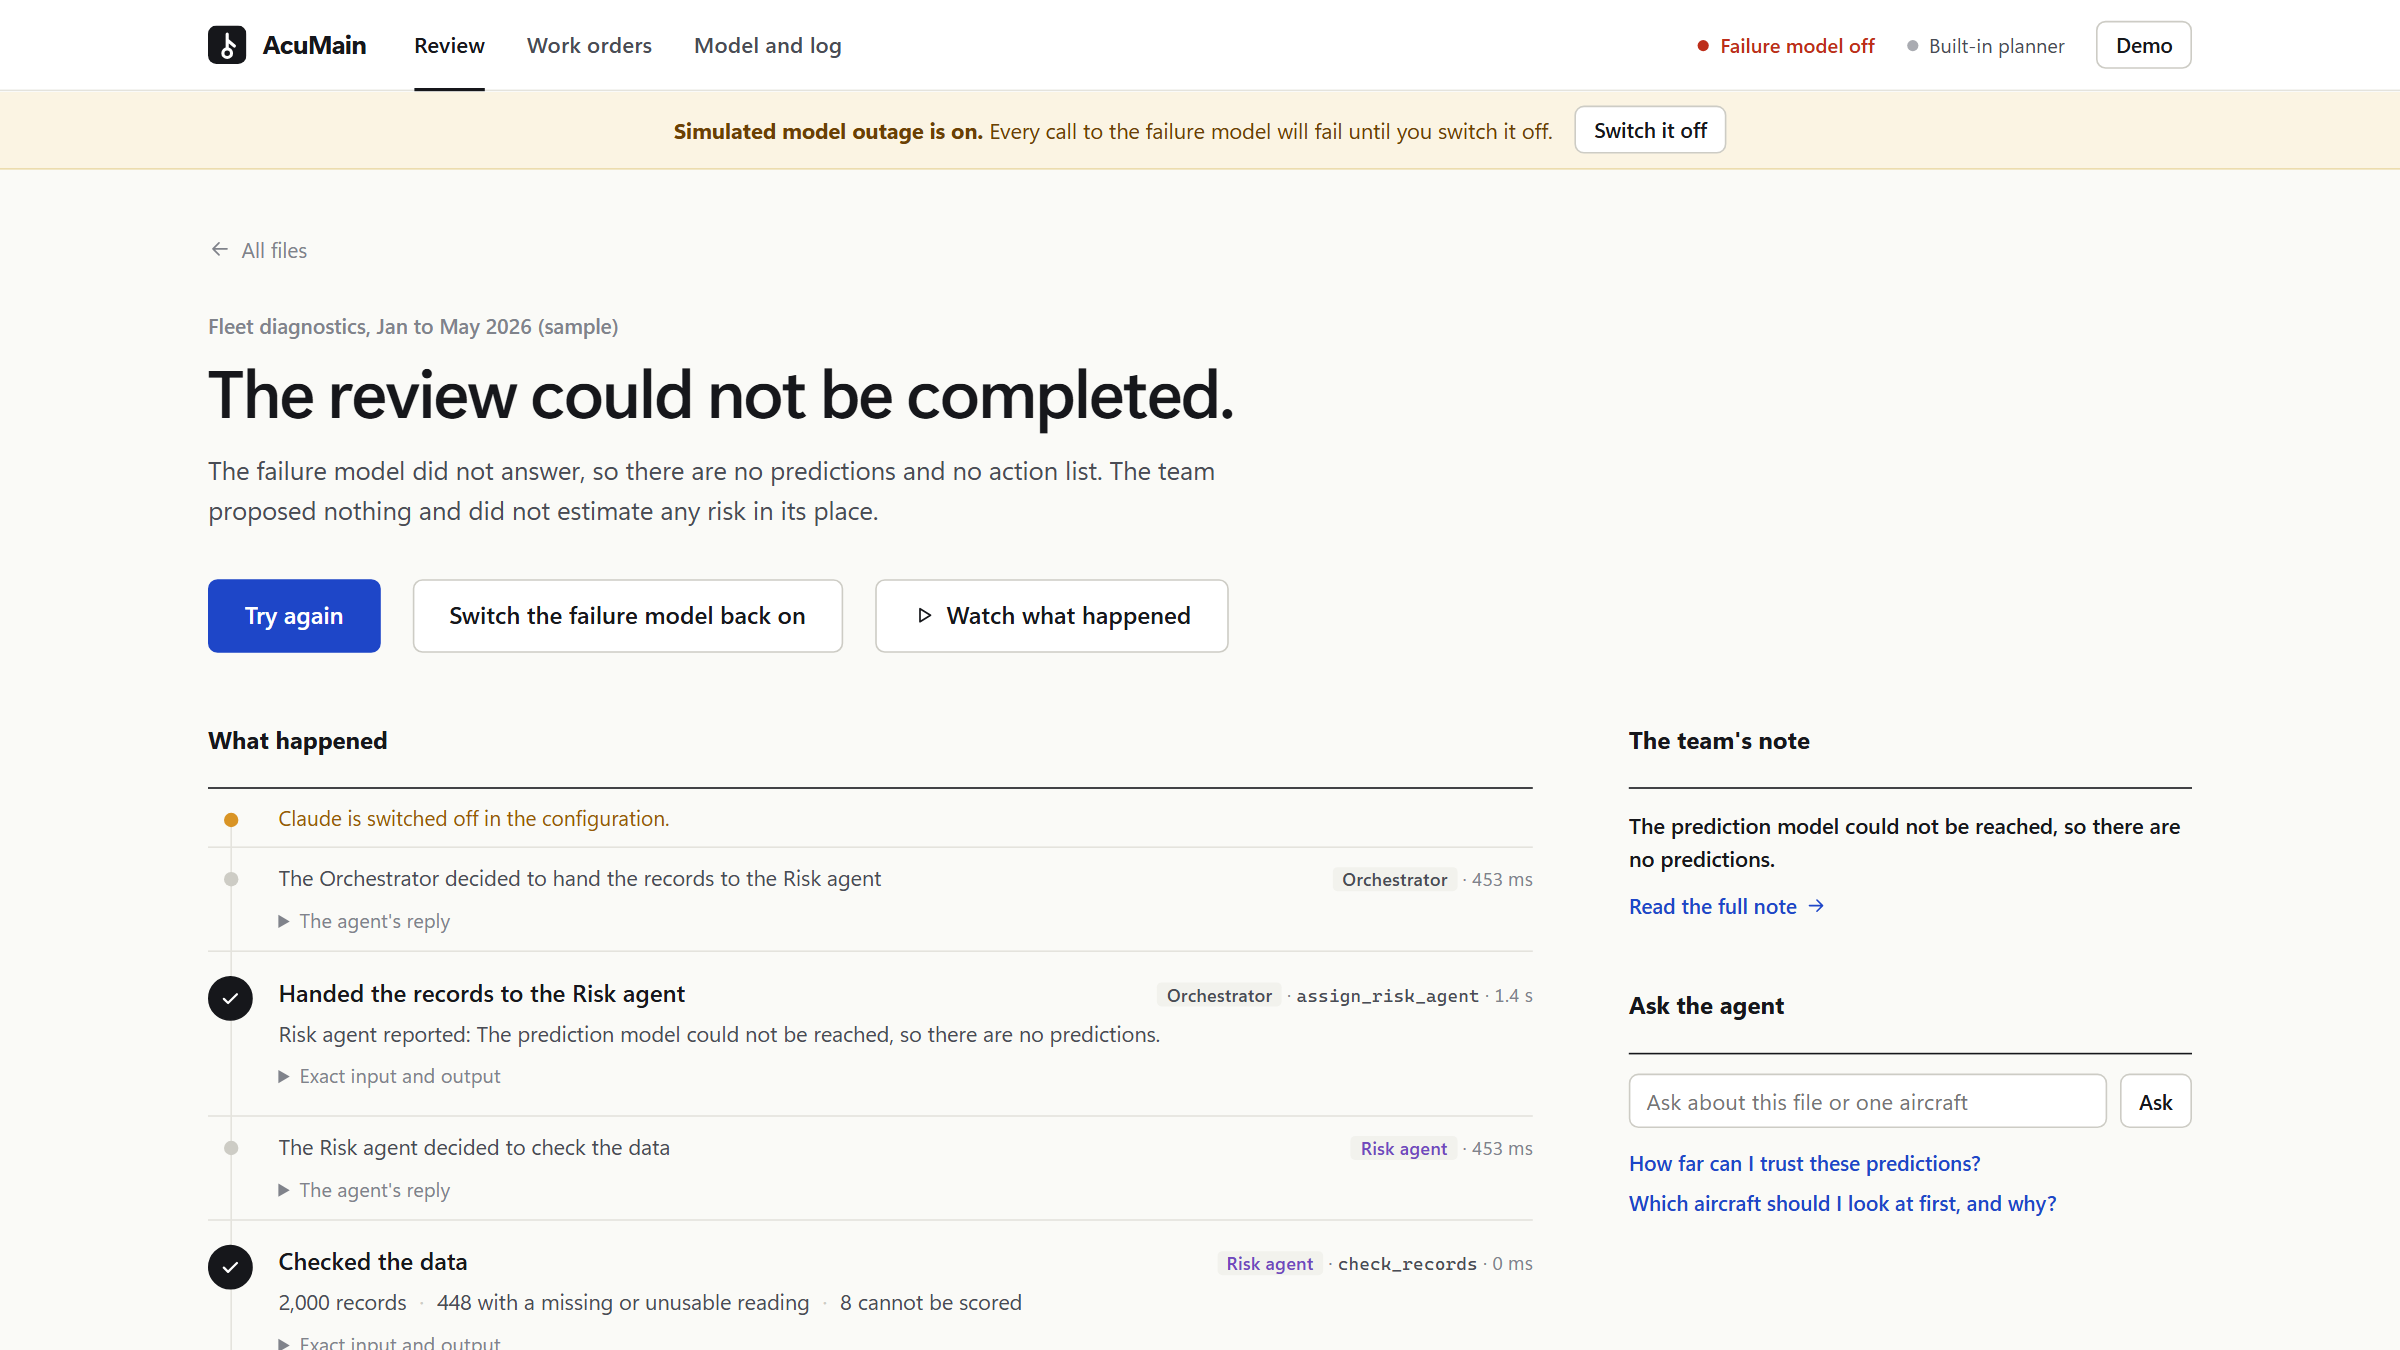 AcuMain
Review
Work orders
Model and log
Failure model off
Built-in planner
Demo
Simulated model outage is on. Every call to the failure model will fail until you switch it off.
Switch it off
← All files
Fleet diagnostics, Jan to May 2026 (sample)
The review could not be completed.
The failure model did not answer, so there are no predictions and no action list. The team
proposed nothing and did not estimate any risk in its place.
Try again
Switch the failure model back on
Watch what happened
What happened
Claude is switched off in the configuration.
The Orchestrator decided to hand the records to the Risk agent
Orchestrator · 453 ms
The agent's reply
Handed the records to the Risk agent
Orchestrator · assign_risk_agent · 1.4 s
Risk agent reported: The prediction model could not be reached, so there are no predictions.
Exact input and output
The Risk agent decided to check the data
Risk agent · 453 ms
The agent's reply
Checked the data
Risk agent · check_records · 0 ms
2,000 records · 448 with a missing or unusable reading · 8 cannot be scored
Exact input and output
The team's note
The prediction model could not be reached, so there are
no predictions.
Read the full note →
Ask the agent
Ask about this file or one aircraft
Ask
How far can I trust these predictions?
Which aircraft should I look at first, and why?